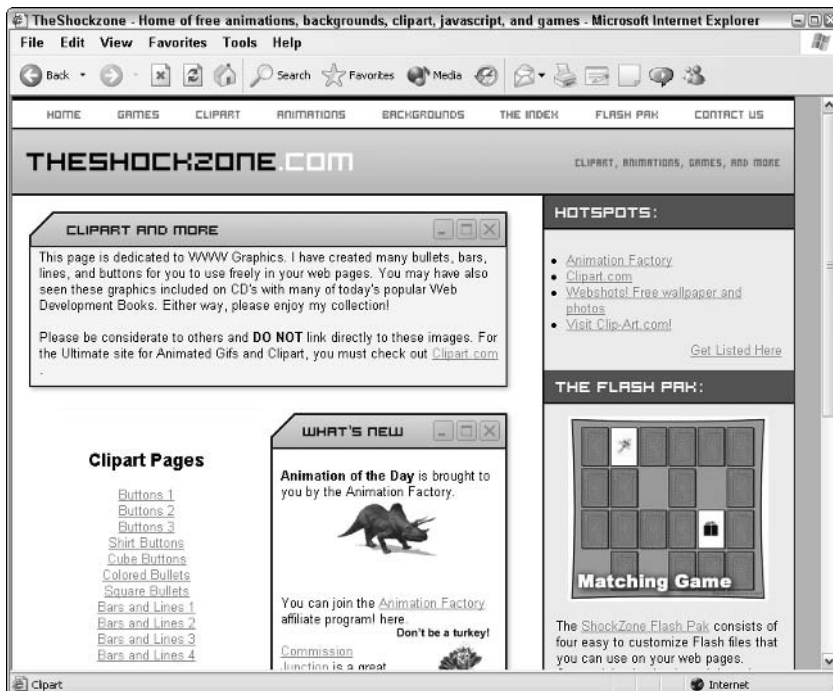 TheShockzone - Home of free animations, backgrounds, clipart, javascript, and games - Microsoft Internet Explorer
File Edit View Favorites Tools Help
Back Search Favorites Media
HOME GAMES CLIPART ANIMATIONS BACKGROUNDS THE INDEX FLASH PAK CONTACT US
THESHOCKZONE.COM
CLIPART, ANIMATIONS, GAMES, AND MORE
CLIPART AND MORE
This page is dedicated to WWW Graphics. I have created many bullets, bars,
lines, and buttons for you to use freely in your web pages. You may have also
seen these graphics included on CD's with many of today's popular Web
Development Books. Either way, please enjoy my collection!
Please be considerate to others and DO NOT link directly to these images. For
the Ultimate site for Animated Gifs and Clipart, you must check out Clipart.com
.
Clipart Pages
Buttons 1
Buttons 2
Buttons 3
Shirt Buttons
Cube Buttons
Colored Bullets
Square Bullets
Bars and Lines 1
Bars and Lines 2
Bars and Lines 3
Bars and Lines 4
WHAT'S NEW
Animation of the Day is brought to
you by the Animation Factory.
You can join the Animation Factory
affiliate program! here.
Don't be a turkey!
Commission
Junction is a great
HOTSPOTS:
Animation Factory
Clipart.com
Webshots! Free wallpaper and
photos
Visit Clip-Art.com!
Get Listed Here
THE FLASH PAK:
Matching Game
The ShockZone Flash Pak consists of
four easy to customize Flash files that
you can use on your web pages.
Clipart
Internet